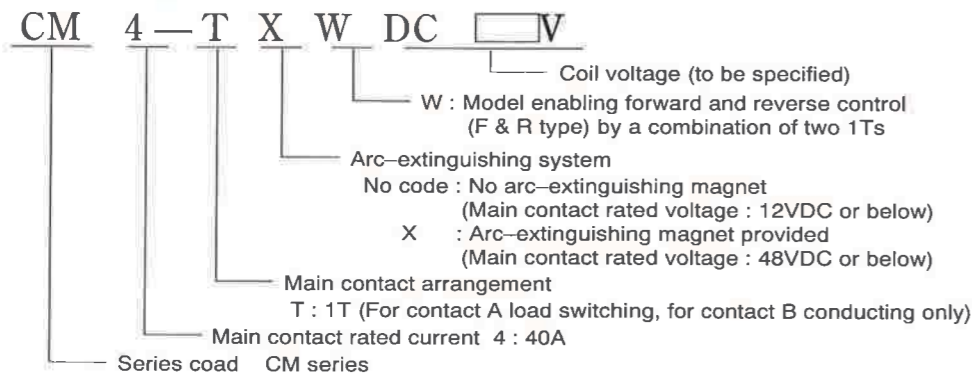 CM 4—T X W DC □V
Coil voltage (to be specified)
W : Model enabling forward and reverse control
(F & R type) by a combination of two 1Ts
Arc–extinguishing system
No code : No arc–extinguishing magnet
(Main contact rated voltage : 12VDC or below)
X : Arc–extinguishing magnet provided
(Main contact rated voltage : 48VDC or below)
Main contact arrangement
T : 1T (For contact A load switching, for contact B conducting only)
Main contact rated current 4 : 40A
Series coad CM series